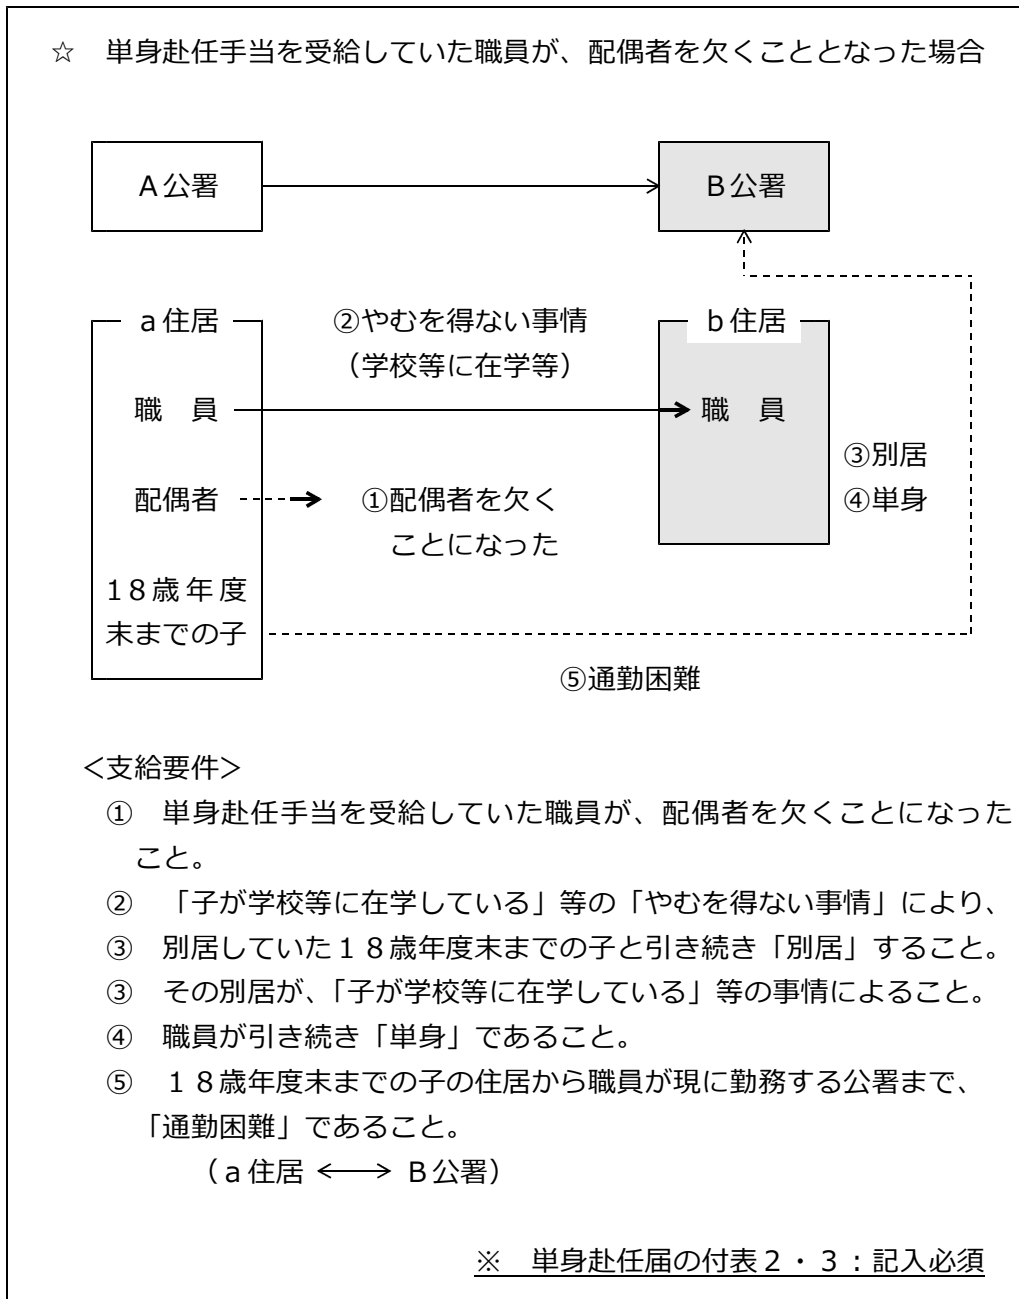 ☆　単身赴任手当を受給していた職員が、配偶者を欠くこととなった場合
A公署
B公署
a住居
②やむを得ない事情
（学校等に在学等）
b住居
職　員
職　員
③別居
④単身
配偶者
①配偶者を欠く
ことになった
18歳年度
末までの子
⑤通勤困難
＜支給要件＞
①　単身赴任手当を受給していた職員が、配偶者を欠くことになった
こと。
②　「子が学校等に在学している」等の「やむを得ない事情」により、
③　別居していた１８歳年度末までの子と引き続き「別居」すること。
③　その別居が、「子が学校等に在学している」等の事情によること。
④　職員が引き続き「単身」であること。
⑤　１８歳年度末までの子の住居から職員が現に勤務する公署まで、
「通勤困難」であること。
（a住居 ⟷ B公署）
※　単身赴任届の付表２・３：記入必須